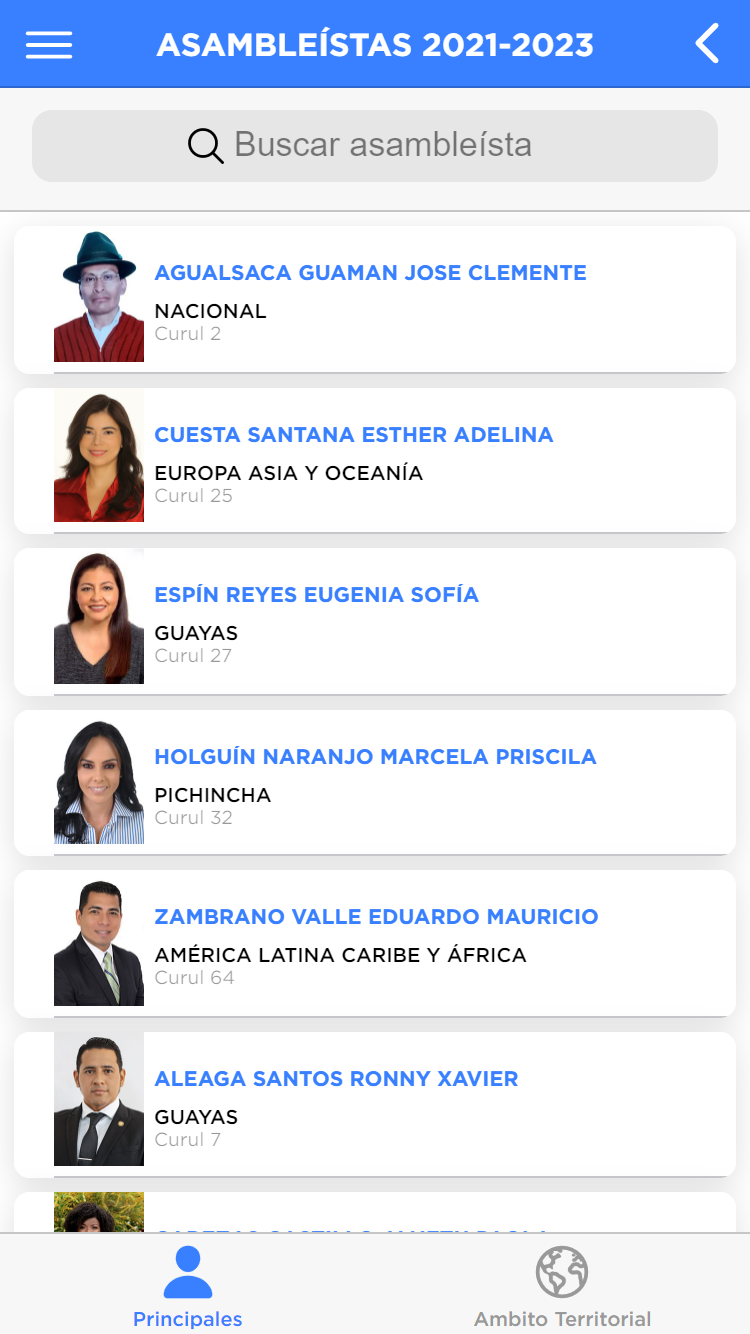 ASAMBLEÍSTAS 2021-2023
Buscar asambleísta
AGUALSACA GUAMAN JOSE CLEMENTE
NACIONAL
Curul 2
CUESTA SANTANA ESTHER ADELINA
EUROPA ASIA Y OCEANÍA
Curul 25
ESPÍN REYES EUGENIA SOFÍA
GUAYAS
Curul 27
HOLGUÍN NARANJO MARCELA PRISCILA
PICHINCHA
Curul 32
ZAMBRANO VALLE EDUARDO MAURICIO
AMÉRICA LATINA CARIBE Y ÁFRICA
Curul 64
ALEAGA SANTOS RONNY XAVIER
GUAYAS
Curul 7
Principales
Ambito Territorial